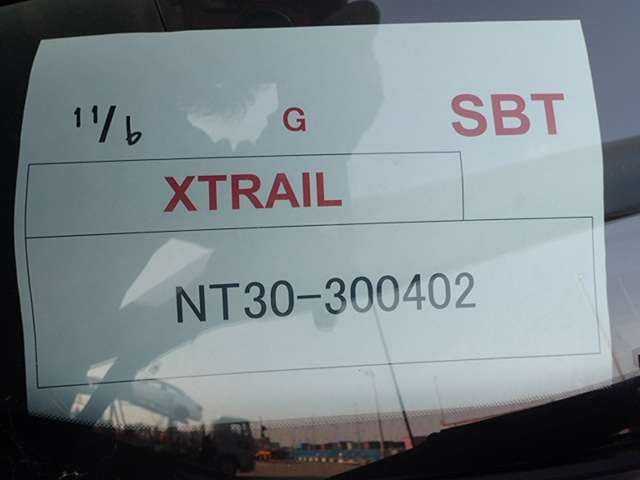 11/6 G SBT
XTRAIL
NT30-300402